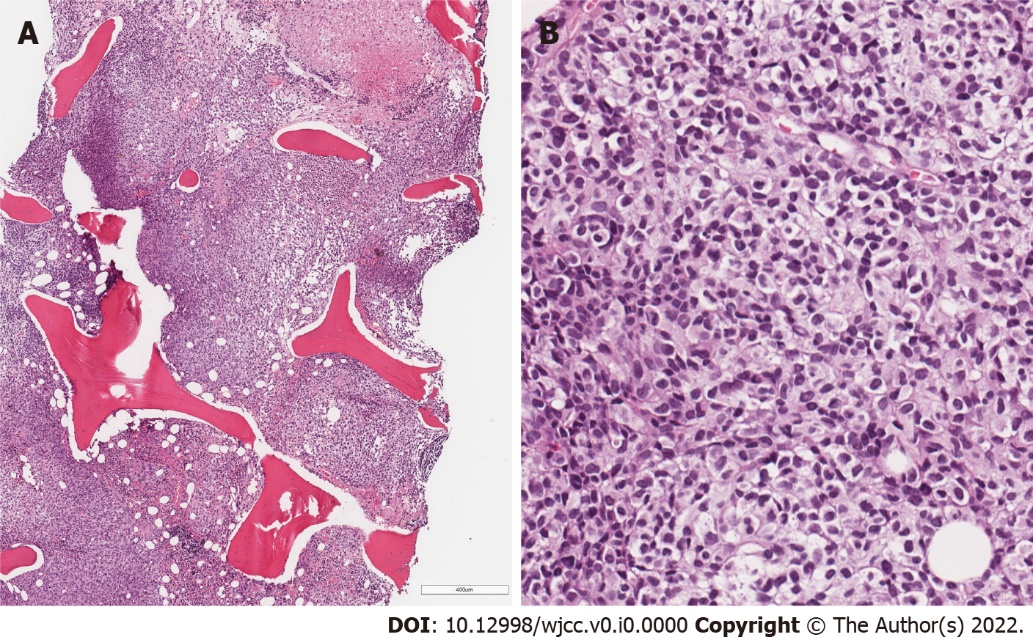 A
B
400um
DOI: 10.12998/wjcc.v0.i0.0000 Copyright © The Author(s) 2022.